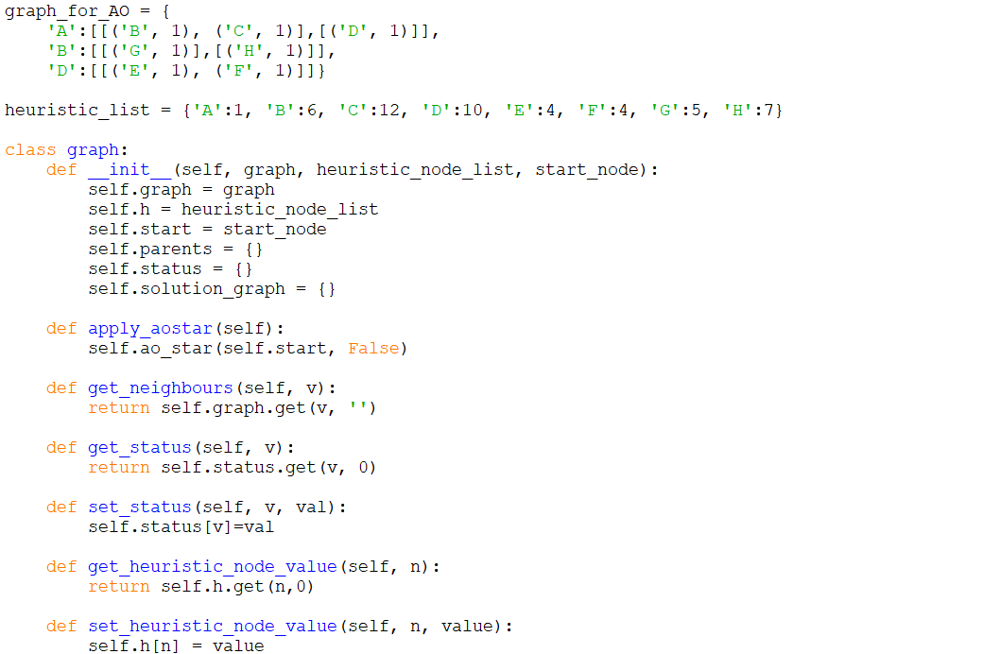 graph_for_AO = {
    'A':[[('B', 1), ('C', 1)],[('D', 1)]],
    'B':[[('G', 1)],[('H', 1)]],
    'D':[[('E', 1), ('F', 1)]]}

heuristic_list = {'A':1, 'B':6, 'C':12, 'D':10, 'E':4, 'F':4, 'G':5, 'H':7}

class graph:
    def __init__(self, graph, heuristic_node_list, start_node):
        self.graph = graph
        self.h = heuristic_node_list
        self.start = start_node
        self.parents = {}
        self.status = {}
        self.solution_graph = {}

    def apply_aostar(self):
        self.ao_star(self.start, False)

    def get_neighbours(self, v):
        return self.graph.get(v, '')

    def get_status(self, v):
        return self.status.get(v, 0)

    def set_status(self, v, val):
        self.status[v]=val

    def get_heuristic_node_value(self, n):
        return self.h.get(n,0)

    def set_heuristic_node_value(self, n, value):
        self.h[n] = value